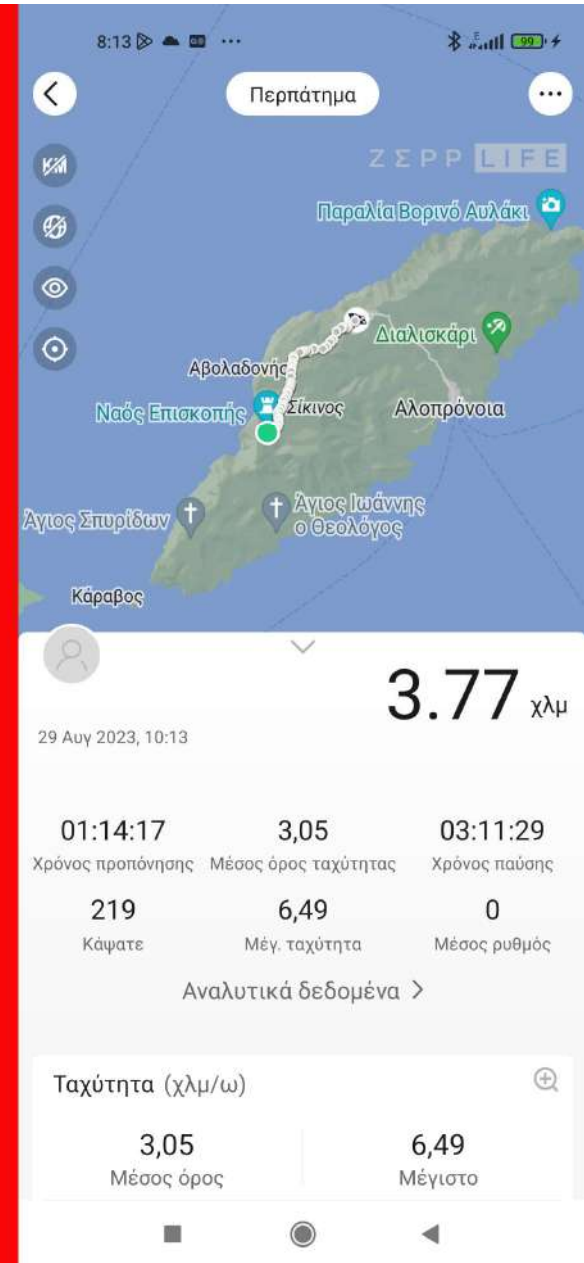 8:13
99
Περπάτημα
ΖΣPP LIFE
Παραλία Βορινό Αυλάκι
Διαλισκάρι
Αβολαδονής
Ναός Επισκοπής
Σίκινος
Αλοπρόνοια
Άγιος Σπυρίδων
Άγιος Ιωάννης
ο Θεολόγος
Κάραβος
3.77 χλμ
29 Αυγ 2023, 10:13
01:14:17 3,05 03:11:29
Χρόνος προπόνησης Μέσος όρος ταχύτητας Χρόνος παύσης
219 6,49 0
Κάψατε Μέγ. ταχύτητα Μέσος ρυθμός
Αναλυτικά δεδομένα >
Ταχύτητα (χλμ/ω)
3,05 6,49
Μέσος όρος Μέγιστο